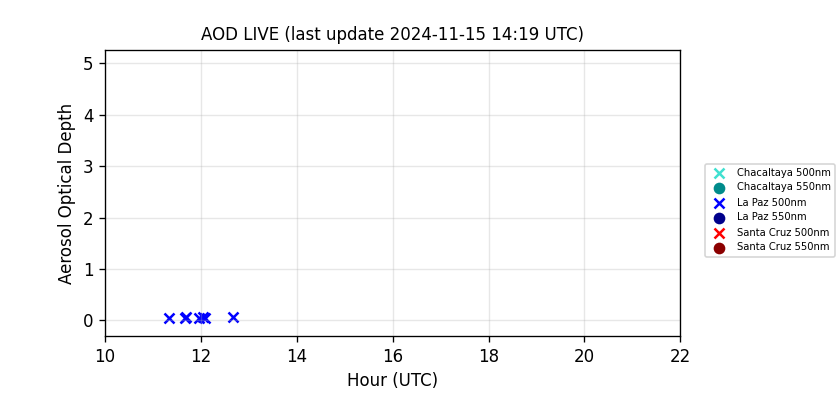 AOD LIVE (last update 2024-11-15 14:19 UTC)
Aerosol Optical Depth
5
4
3
2
1
0
10 12 14 16 18 20 22
Hour (UTC)
Chacaltaya 500nm
Chacaltaya 550nm
La Paz 500nm
La Paz 550nm
Santa Cruz 500nm
Santa Cruz 550nm